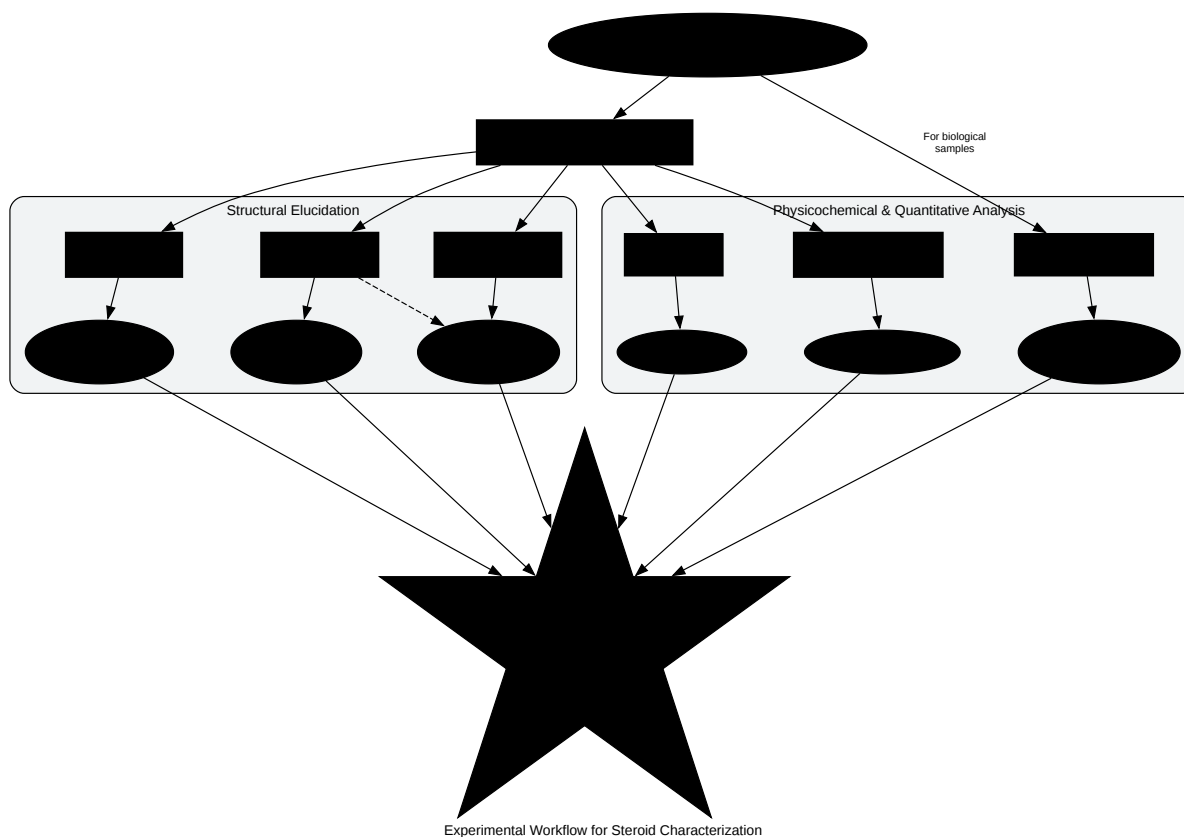 For biological
samples
Structural Elucidation
Physicochemical & Quantitative Analysis
Experimental Workflow for Steroid Characterization